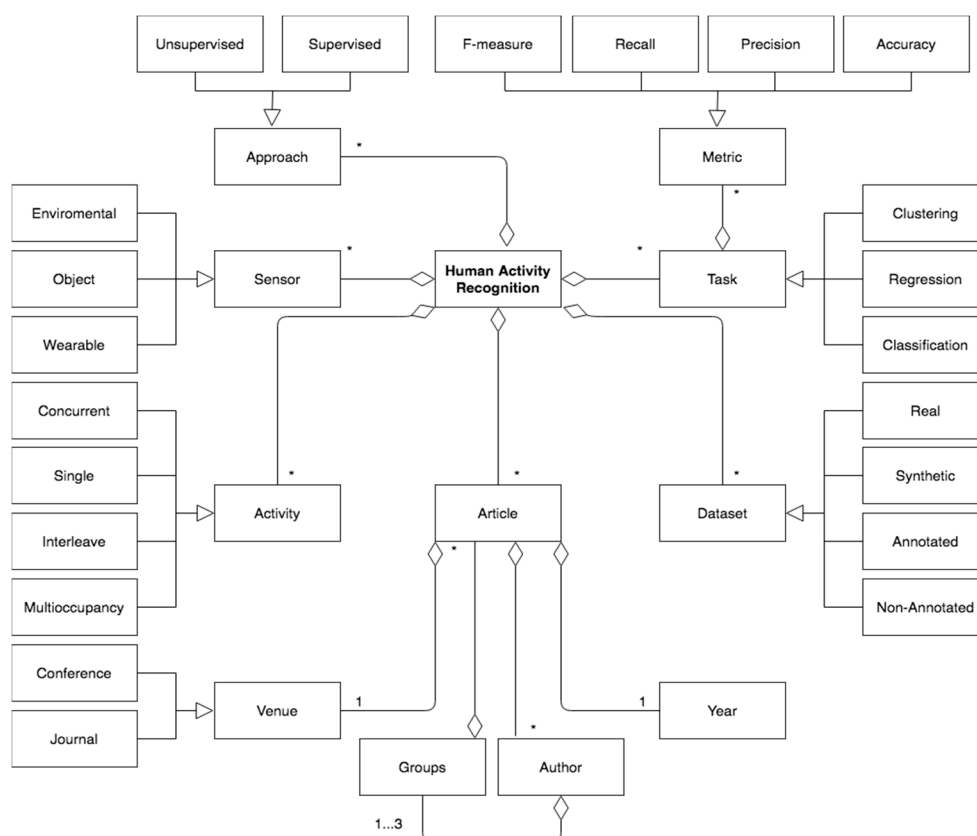 Unsupervised
Supervised
F-measure
Recall
Precision
Accuracy
Approach
*
Metric
*
Enviromental
Object
Wearable
Sensor
*
Human Activity
Recognition
*
Task
Clustering
Regression
Classification
Concurrent
Single
Interleave
Multioccupancy
Activity
*
Article
*
Dataset
*
Real
Synthetic
Annotated
Non-Annotated
*
Conference
Journal
Venue
1
1
Year
*
Groups
Author
1...3